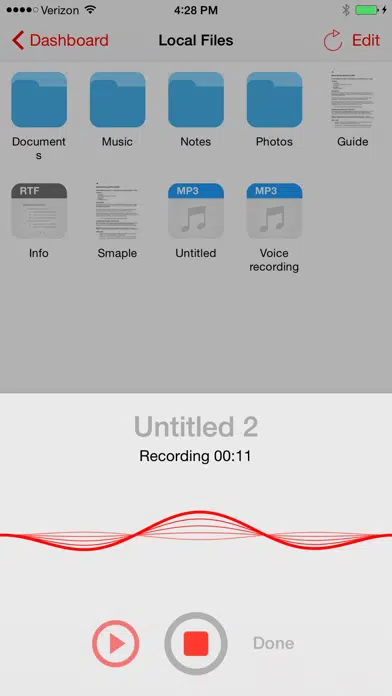 Verizon 4:28 PM
Dashboard Local Files Edit
Document
s
Music
Notes
Photos
Guide
RTF
Info
Smaple
MP3
Untitled
MP3
Voice
recording
Untitled 2
Recording 00:11
Done